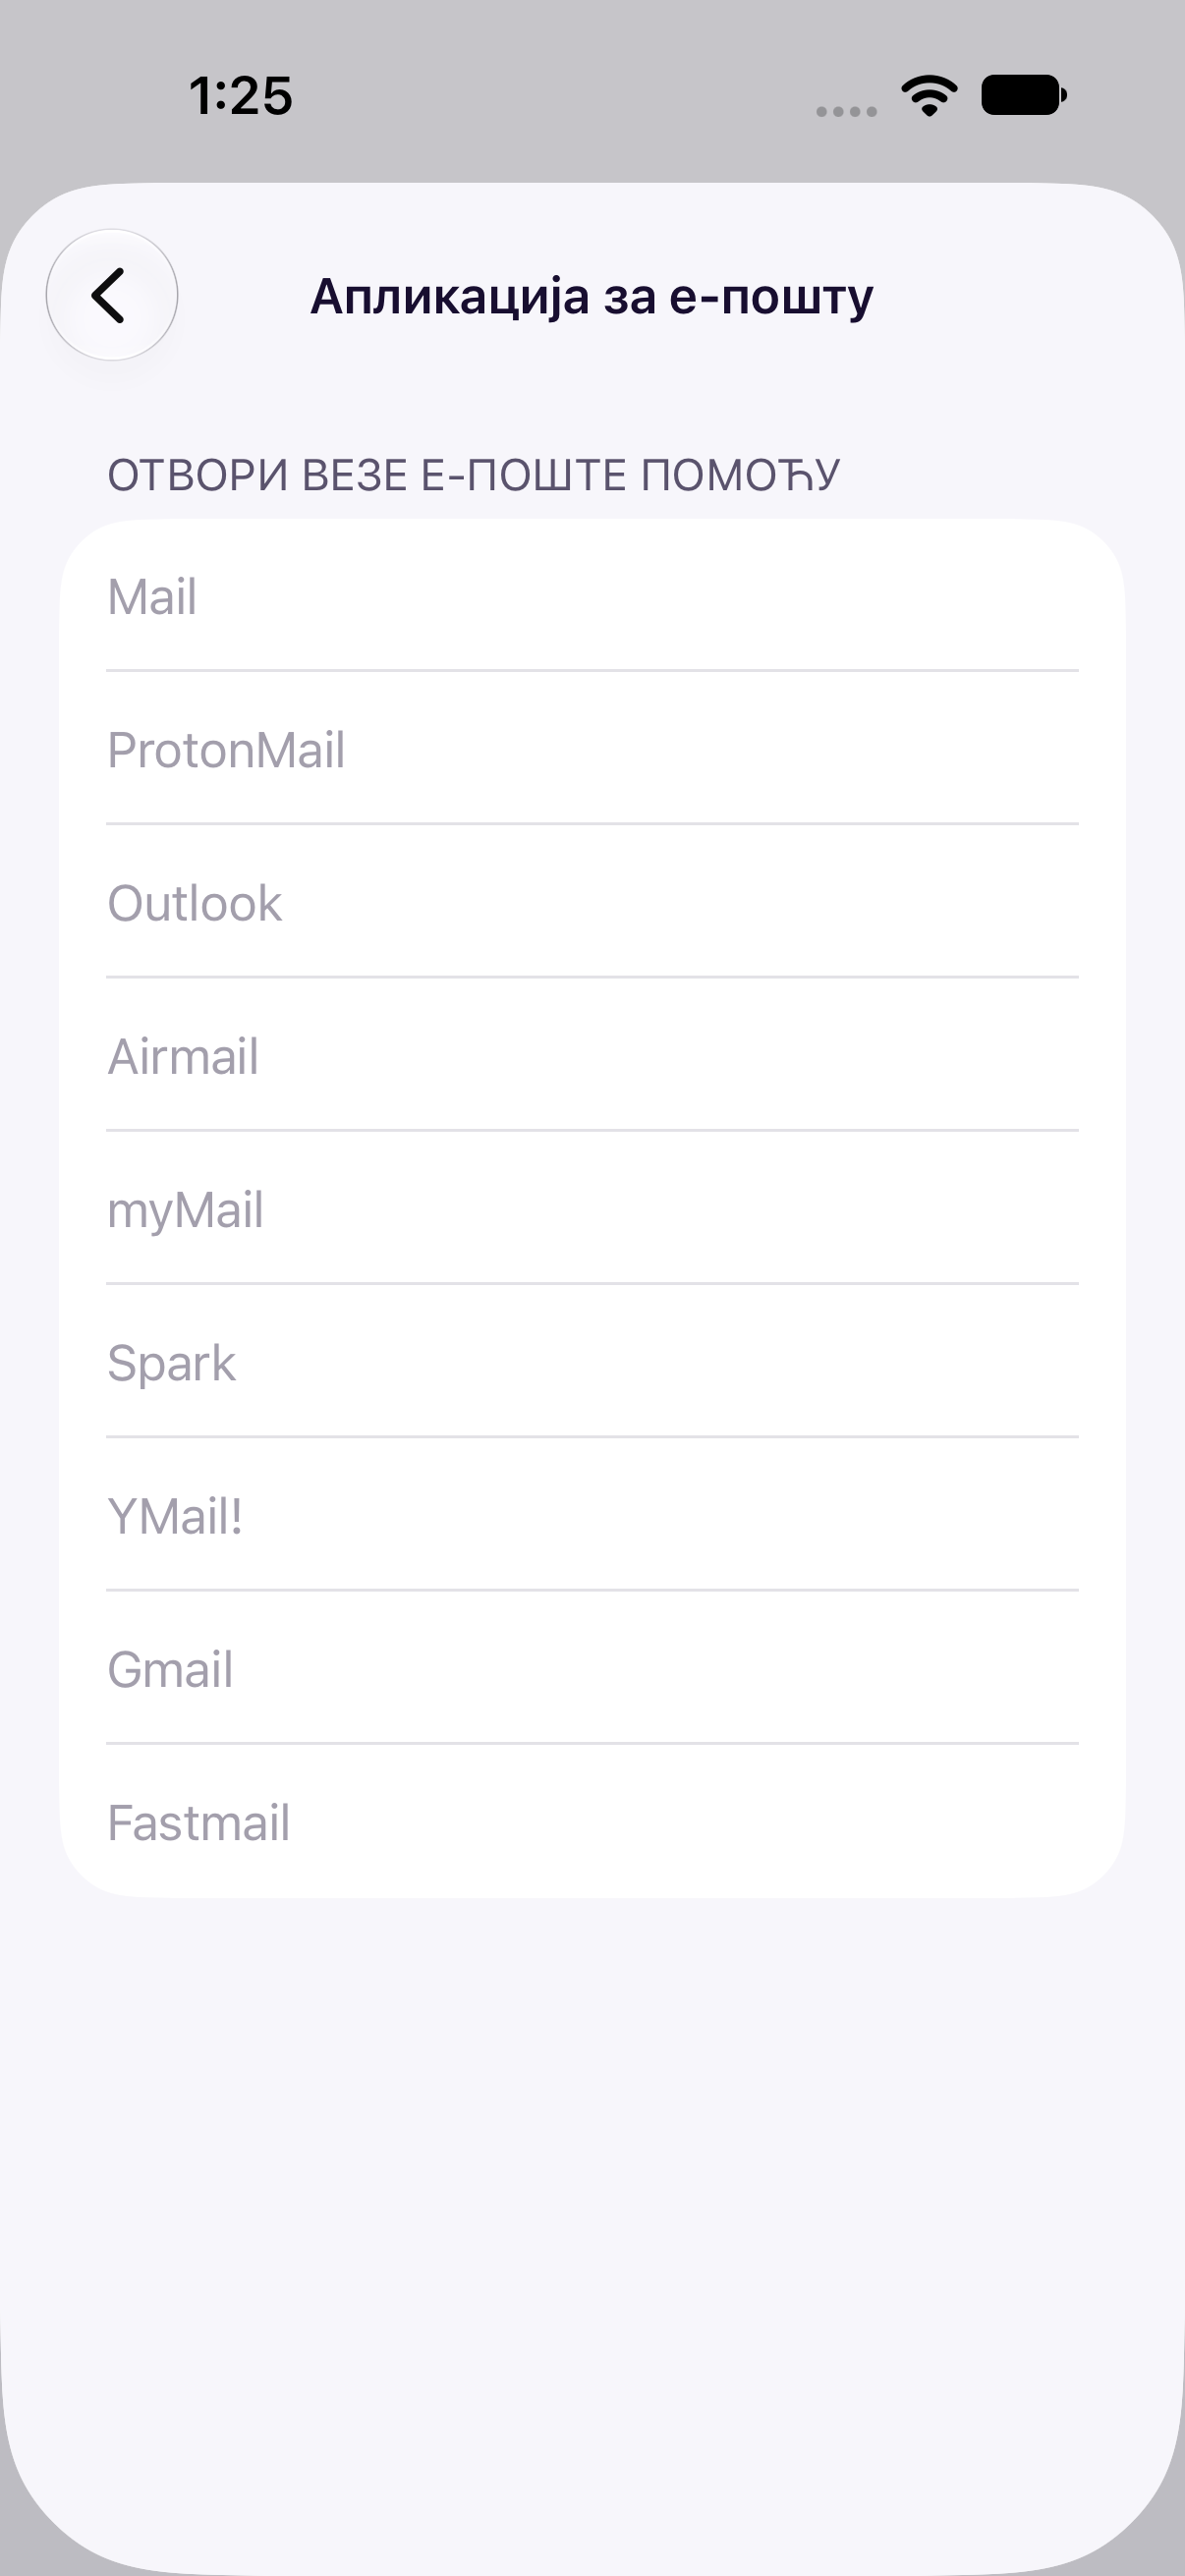 1:25
Апликација за е-пошту
ОТВОРИ ВЕЗЕ Е-ПОШТЕ ПОМОЋУ
Mail
ProtonMail
Outlook
Airmail
myMail
Spark
YMail!
Gmail
Fastmail